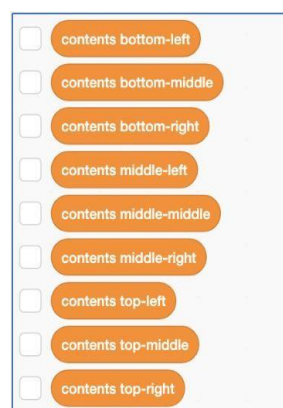 contents bottom-left
contents bottom-middle
contents bottom-right
contents middle-left
contents middle-middle
contents middle-right
contents top-left
contents top-middle
contents top-right